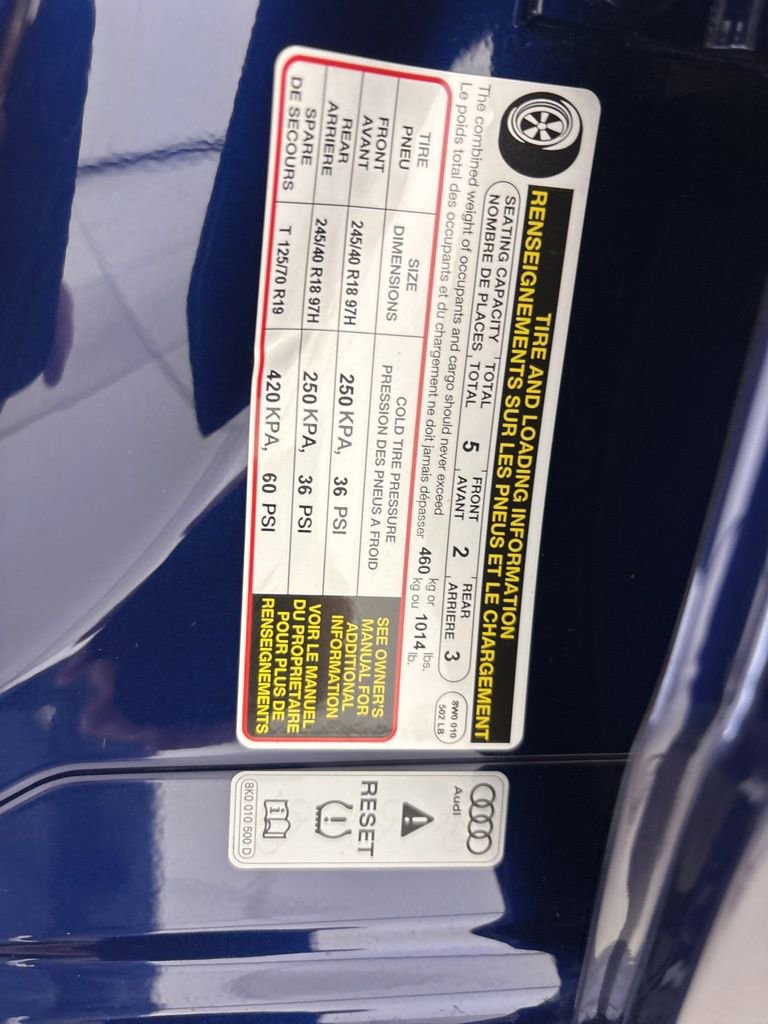 TIRE AND LOADING INFORMATION
RENSEIGNEMENTS SUR LES PNEUS ET LE CHARGEMENT
SEATING CAPACITY TOTAL 5 FRONT 2 REAR 3
NOMBRE DE PLACES TOTAL AVANT ARRIERE
8W0 010
502 LB
The combined weight of occupants and cargo should never exceed 460 kg or 1014 lbs.
Le poids total des occupants et du chargement ne doit jamais dépasser kg ou lb.
TIRE SIZE COLD TIRE PRESSURE
PNEU DIMENSIONS PRESSION DES PNEUS A FROID
FRONT 245/40 R18 97H 250 KPA, 36 PSI
AVANT
REAR 245/40 R18 97H 250 KPA, 36 PSI
ARRIERE
SPARE T 125/70 R19 420 KPA, 60 PSI
DE SECOURS
SEE OWNER'S
MANUAL FOR
ADDITIONAL
INFORMATION
VOIR LE MANUEL
DU PROPRIETAIRE
POUR PLUS DE
RENSEIGNEMENTS
Audi
RESET
8K0 010 500 D